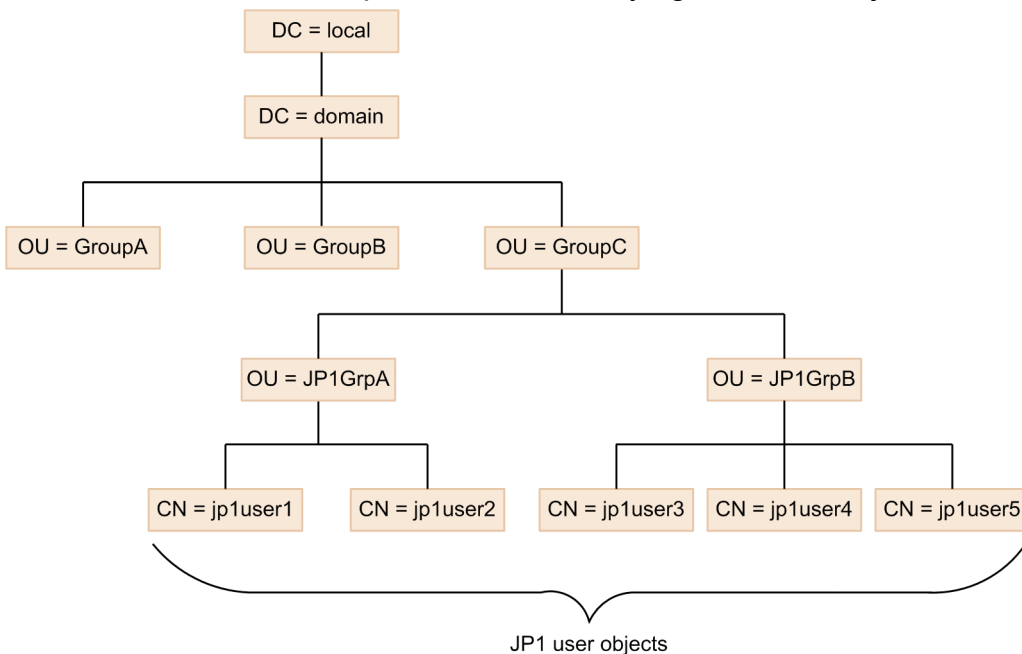 DC = local
DC = domain
OU = GroupA
OU = GroupB
OU = GroupC
OU = JP1GrpA
OU = JP1GrpB
CN = jp1user1
CN = jp1user2
CN = jp1user3
CN = jp1user4
CN = jp1user5
JP1 user objects